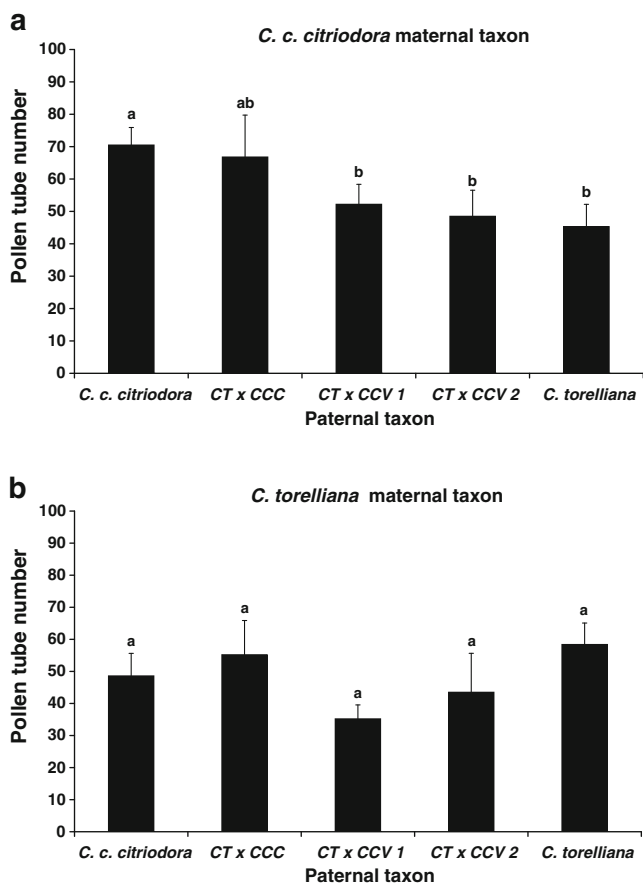 a
C. c. citriodora maternal taxon
Pollen tube number
100
90
80
70
60
50
40
30
20
10
0
a
ab
b
b
b
C. c. citriodora
CT x CCC
CT x CCV 1
CT x CCV 2
C. torelliana
Paternal taxon
b
C. torelliana maternal taxon
Pollen tube number
100
90
80
70
60
50
40
30
20
10
0
a
a
a
a
a
C. c. citriodora
CT x CCC
CT x CCV 1
CT x CCV 2
C. torelliana
Paternal taxon